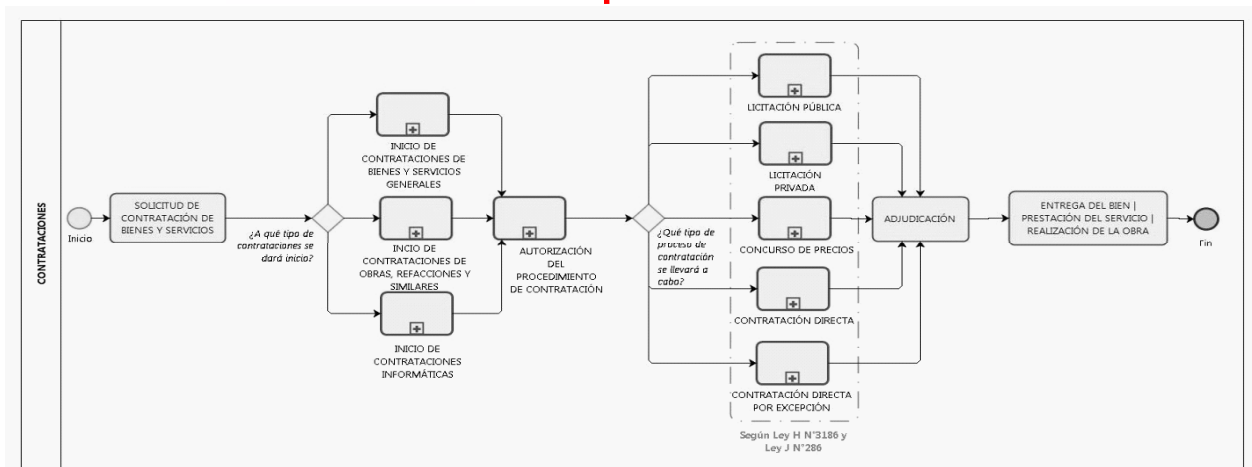 CONTRATACIONES
Inicio
SOLICITUD DE
CONTRATACIÓN DE
BIENES Y SERVICIOS
¿A qué tipo de
contrataciones se
dará inicio?
INICIO DE
CONTRATACIONES DE
BIENES Y SERVICIOS
GENERALES
INCIO DE
CONTRATACIONES DE
OBRAS, REFACCIONES Y
SIMILARES
INICIO DE
CONTRATACIONES
INFORMÁTICAS
AUTORIZACIÓN
DEL
PROCEDIMIENTO
DE CONTRATACIÓN
¿Qué tipo de
proceso de
contratación
se llevará a
cabo?
LICITACIÓN PÚBLICA
LICITACIÓN
PRIVADA
CONCURSO DE PRECIOS
CONTRATACIÓN DIRECTA
CONTRATACIÓN DIRECTA
POR EXCEPCIÓN
Según Ley H N°3186 y
Ley J N°286
ADJUDICACIÓN
ENTREGA DEL BIEN |
PRESTACIÓN DEL SERVICIO |
REALIZACIÓN DE LA OBRA
Fin